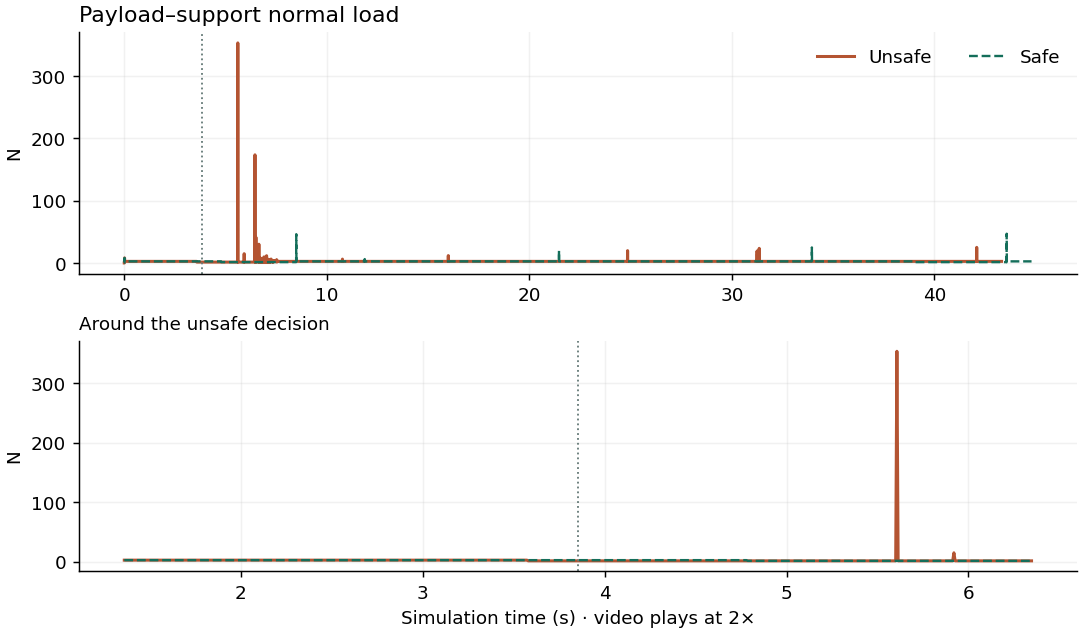 Payload–support normal load
Unsafe
Safe
N
300
200
100
0
0
10
20
30
40
Around the unsafe decision
N
300
200
100
0
2
3
4
5
6
Simulation time (s) · video plays at 2×